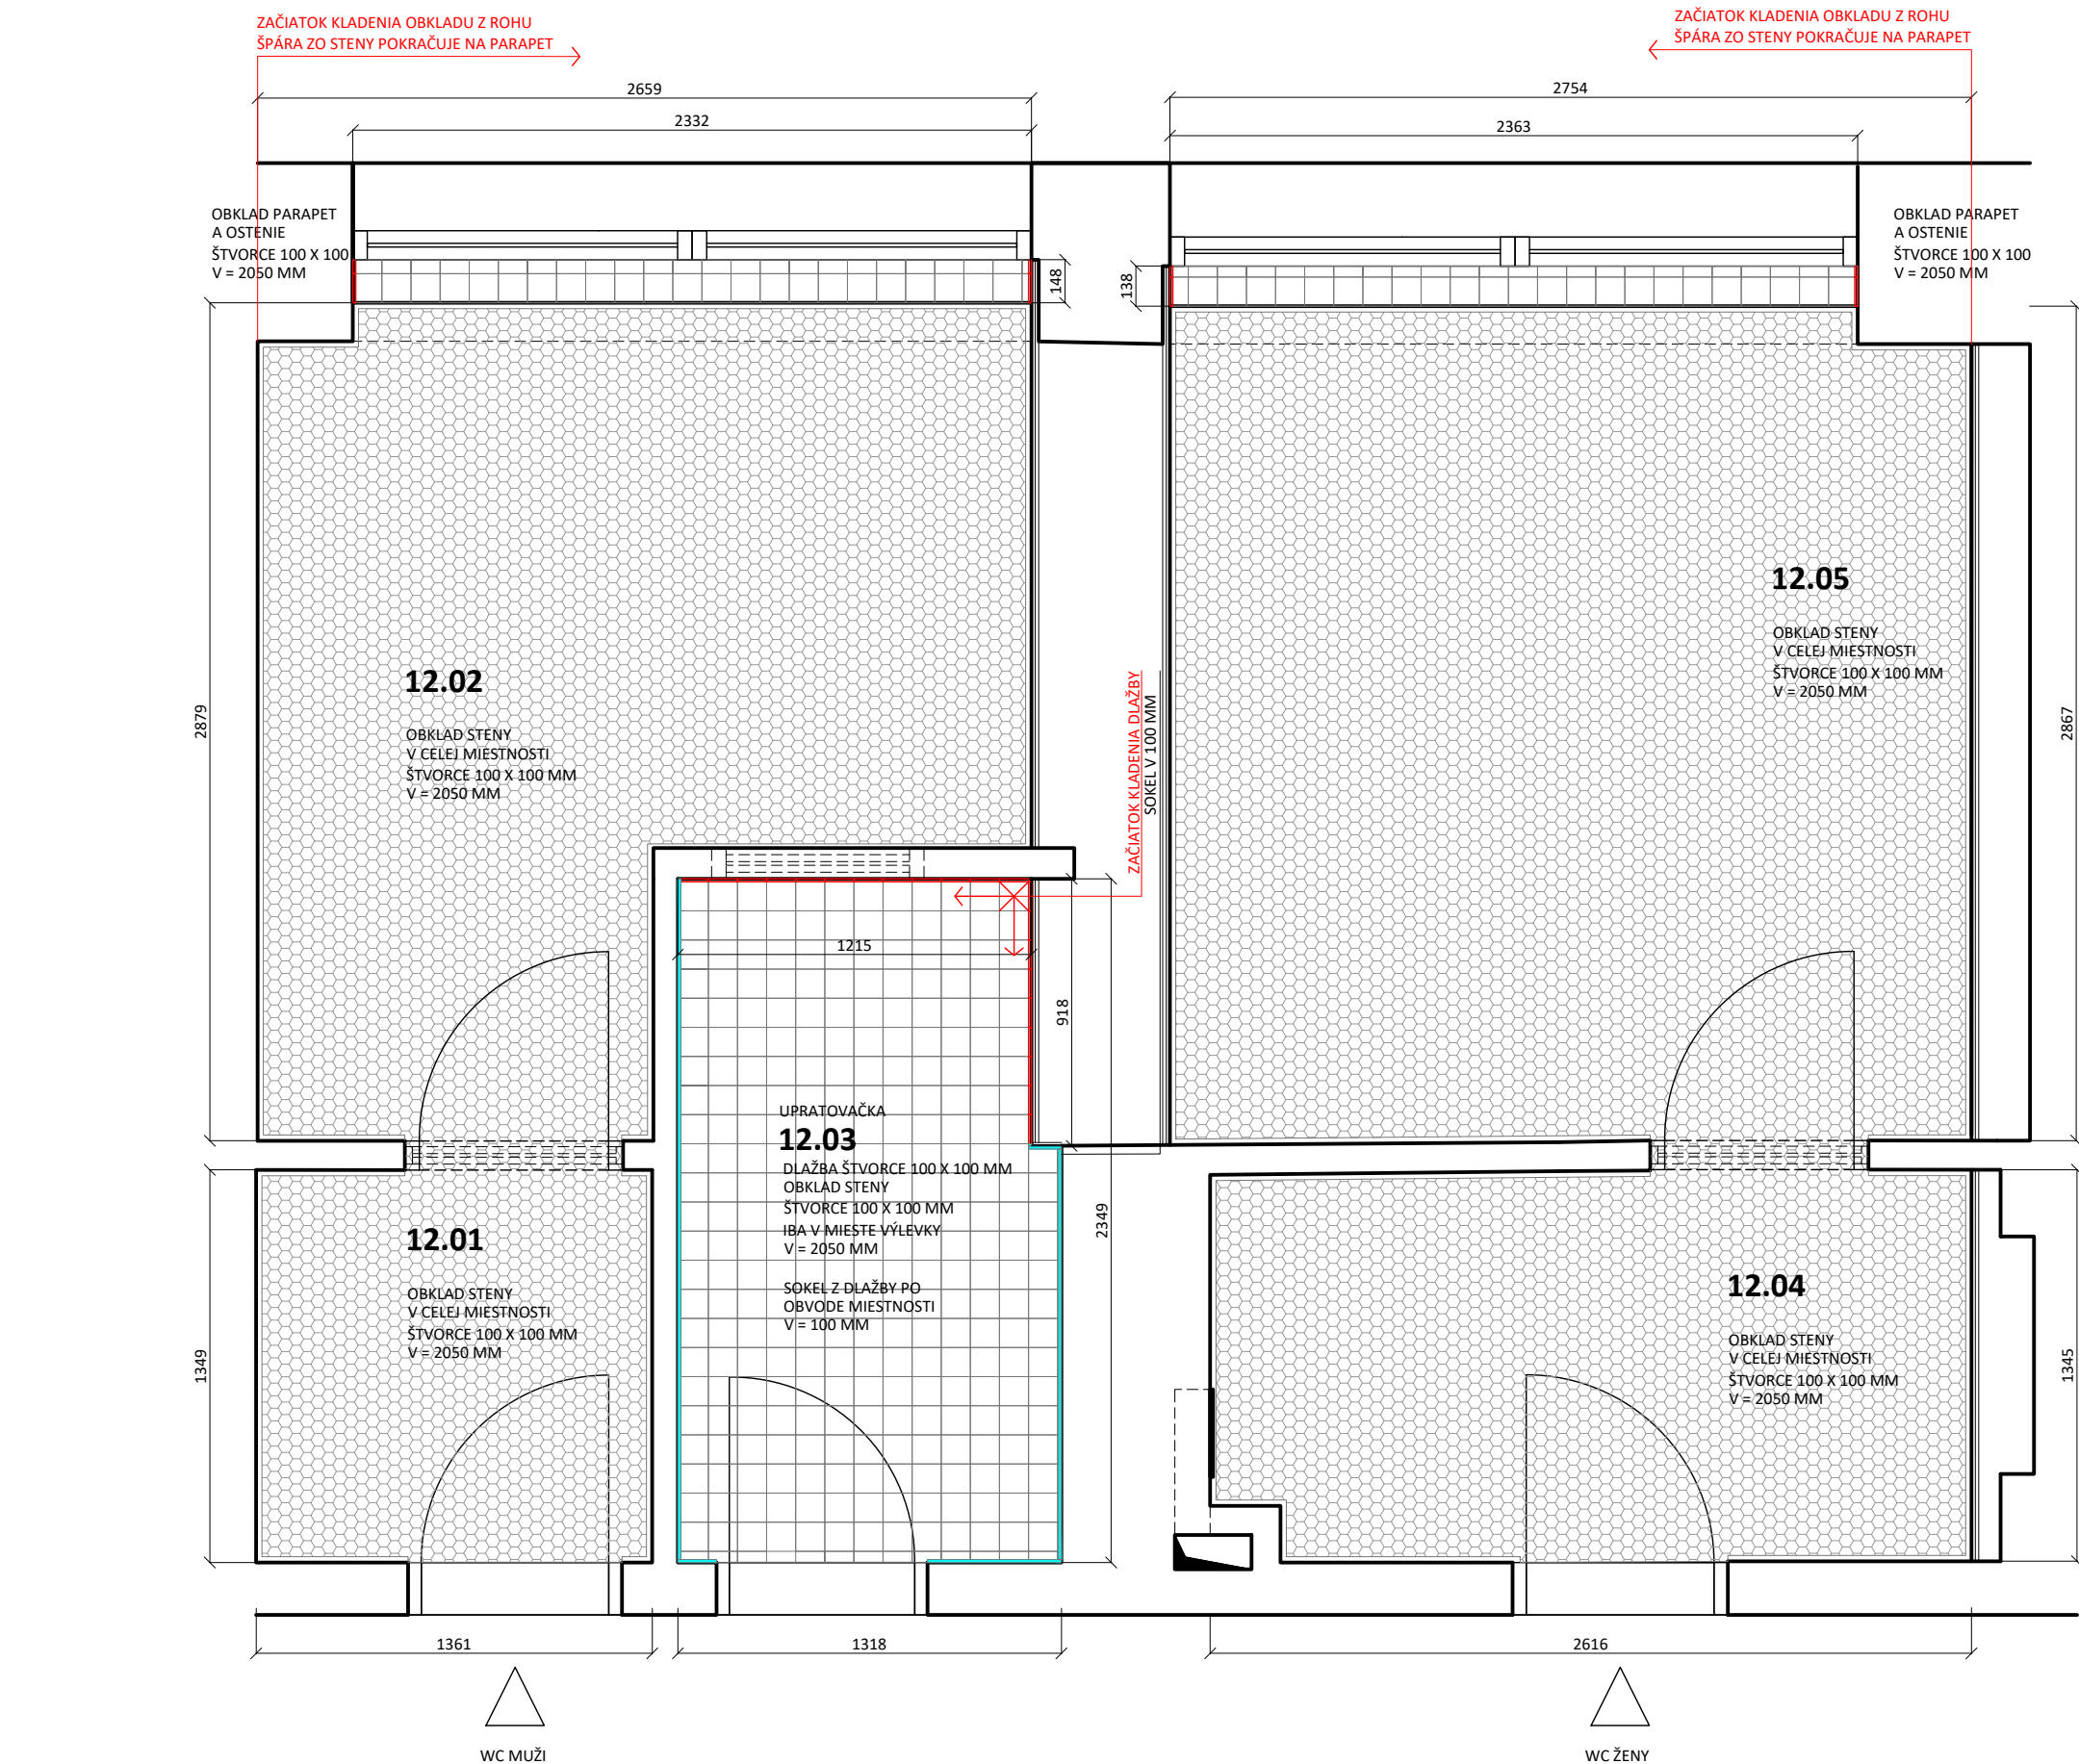 ZAČIATOK KLADENIA OBKLADU Z ROHU
ŠPÁRA ZO STENY POKRAČUJE NA PARAPET
ZAČIATOK KLADENIA OBKLADU Z ROHU
ŠPÁRA ZO STENY POKRAČUJE NA PARAPET
2659
2754
2332
2363
OBKLAD PARAPET
A OSTENIE
ŠTVORCE 100 X 100
V = 2050 MM
OBKLAD PARAPET
A OSTENIE
ŠTVORCE 100 X 100
V = 2050 MM
148
138
12.02
OBKLAD STENY
V CELEJ MIESTNOSTI
ŠTVORCE 100 X 100 MM
V = 2050 MM
12.05
OBKLAD STENY
V CELEJ MIESTNOSTI
ŠTVORCE 100 X 100 MM
V = 2050 MM
2879
2867
ZAČIATOK KLADENIA DLAŽBY
SOKEL V 100 MM
1215
918
2349
UPRATOVAČKA
12.03
DLAŽBA ŠTVORCE 100 X 100 MM
OBKLAD STENY
ŠTVORCE 100 X 100 MM
IBA V MIESTE VÝLEVKY
V = 2050 MM
SOKEL Z DLAŽBY PO
OBVODE MIESTNOSTI
V = 100 MM
12.01
OBKLAD STENY
V CELEJ MIESTNOSTI
ŠTVORCE 100 X 100 MM
V = 2050 MM
12.04
OBKLAD STENY
V CELEJ MIESTNOSTI
ŠTVORCE 100 X 100 MM
V = 2050 MM
1349
1345
1361
1318
2616
WC MUŽI
WC ŽENY